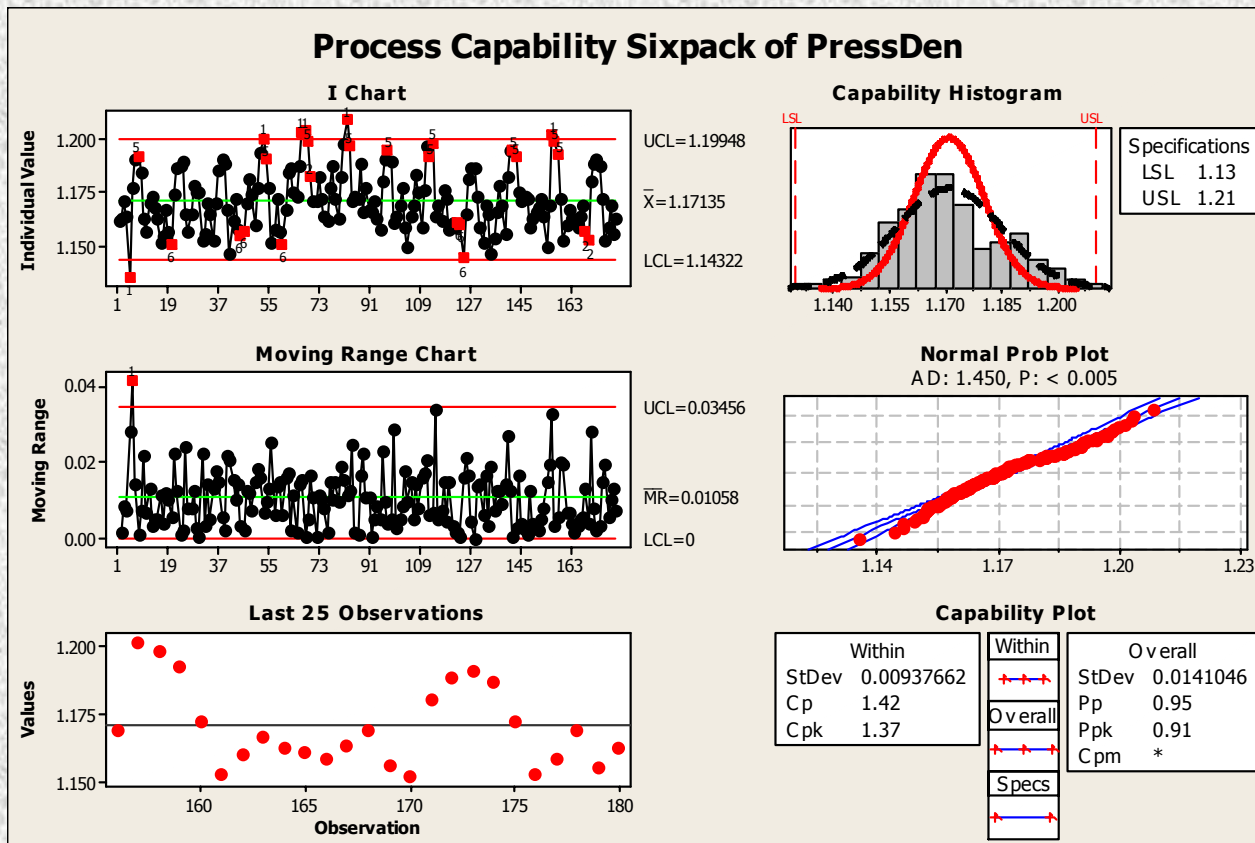 Process Capability Sixpack of PressDen
I Chart
Individual Value
1.200
1.175
1.150
UCL=1.19948
X=1.17135
LCL=1.14322
1 19 37 55 73 91 109 127 145 163
Capability Histogram
LSL USL
Specifications
LSL 1.13
USL 1.21
1.140 1.155 1.170 1.185 1.200
Moving Range Chart
Moving Range
0.04
0.02
0.00
1
UCL=0.03456
MR=0.01058
LCL=0
1 19 37 55 73 91 109 127 145 163
Normal Prob Plot
AD: 1.450, P: < 0.005
1.14 1.17 1.20 1.23
Last 25 Observations
Values
1.200
1.175
1.150
160 165 170 175 180
Observation
Capability Plot
Within
StDev 0.00937662
Cp 1.42
Cpk 1.37
Within
Overall
Specs
Overall
StDev 0.0141046
Pp 0.95
Ppk 0.91
Cpm *